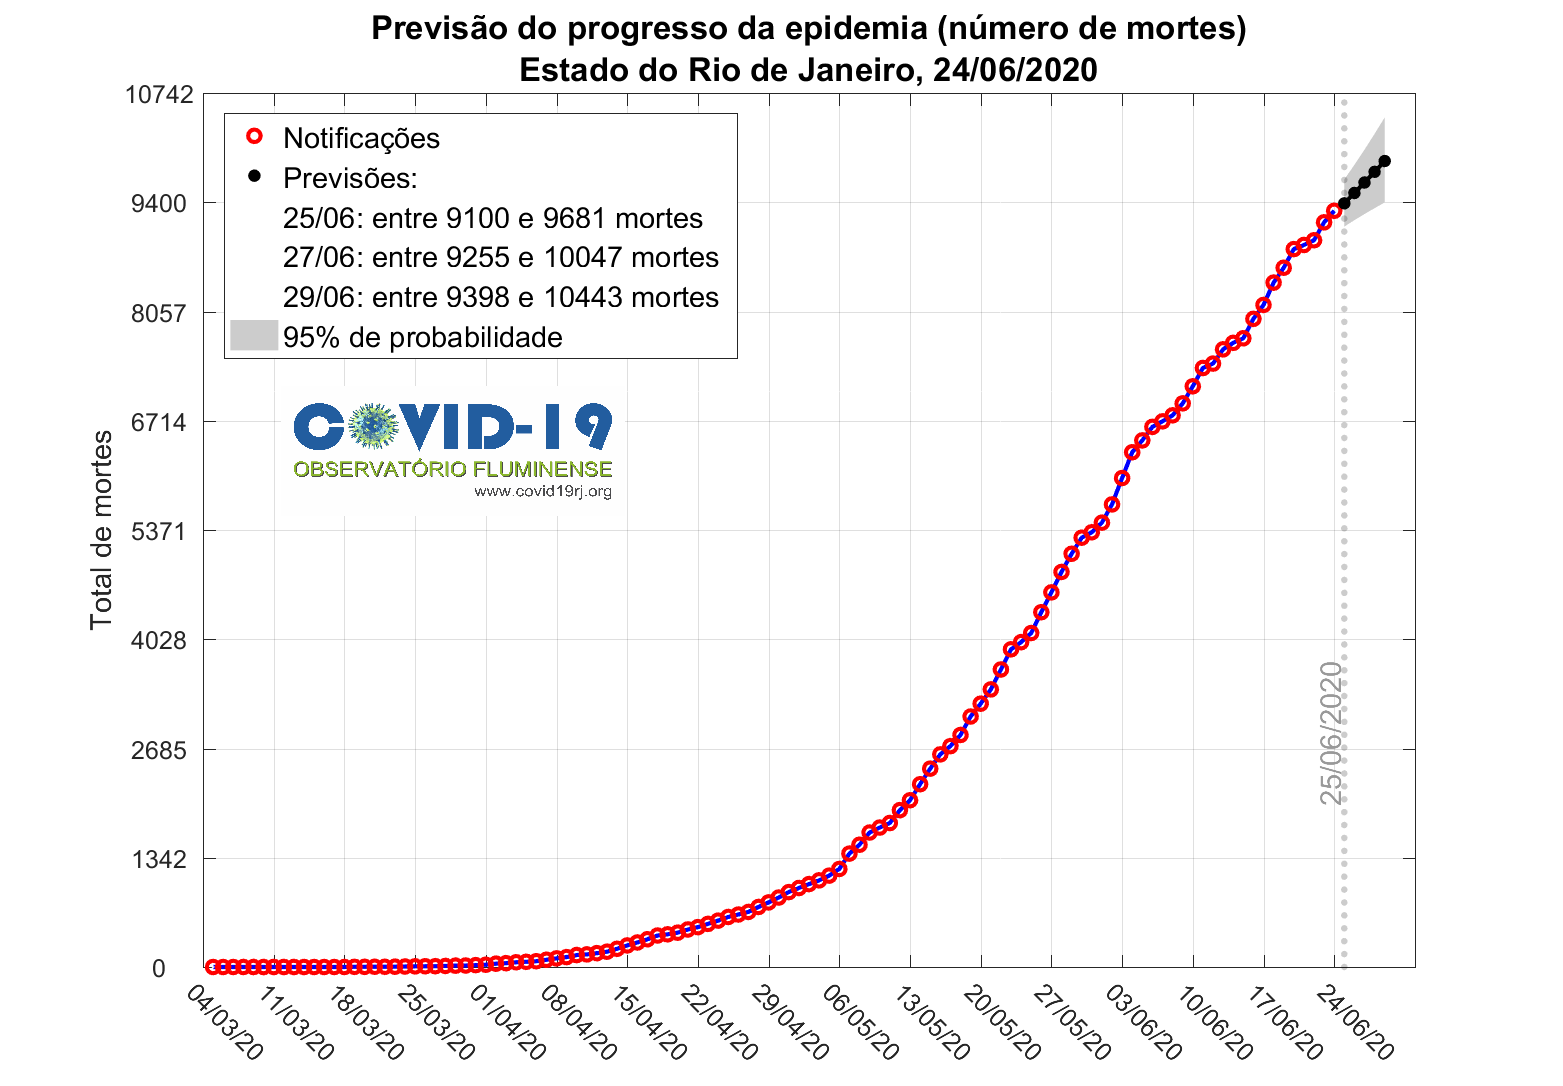 Previsão do progresso da epidemia (número de mortes)
Estado do Rio de Janeiro, 24/06/2020
Notificações
Previsões:
25/06: entre 9100 e 9681 mortes
27/06: entre 9255 e 10047 mortes
29/06: entre 9398 e 10443 mortes
95% de probabilidade
COVID-19
OBSERVATÓRIO FLUMINENSE
www.covid19rj.org
Total de mortes
10742
9400
8057
6714
5371
4028
2685
1342
0
25/06/2020
04/03/20
11/03/20
18/03/20
25/03/20
01/04/20
08/04/20
15/04/20
22/04/20
29/04/20
06/05/20
13/05/20
20/05/20
27/05/20
03/06/20
10/06/20
17/06/20
24/06/20